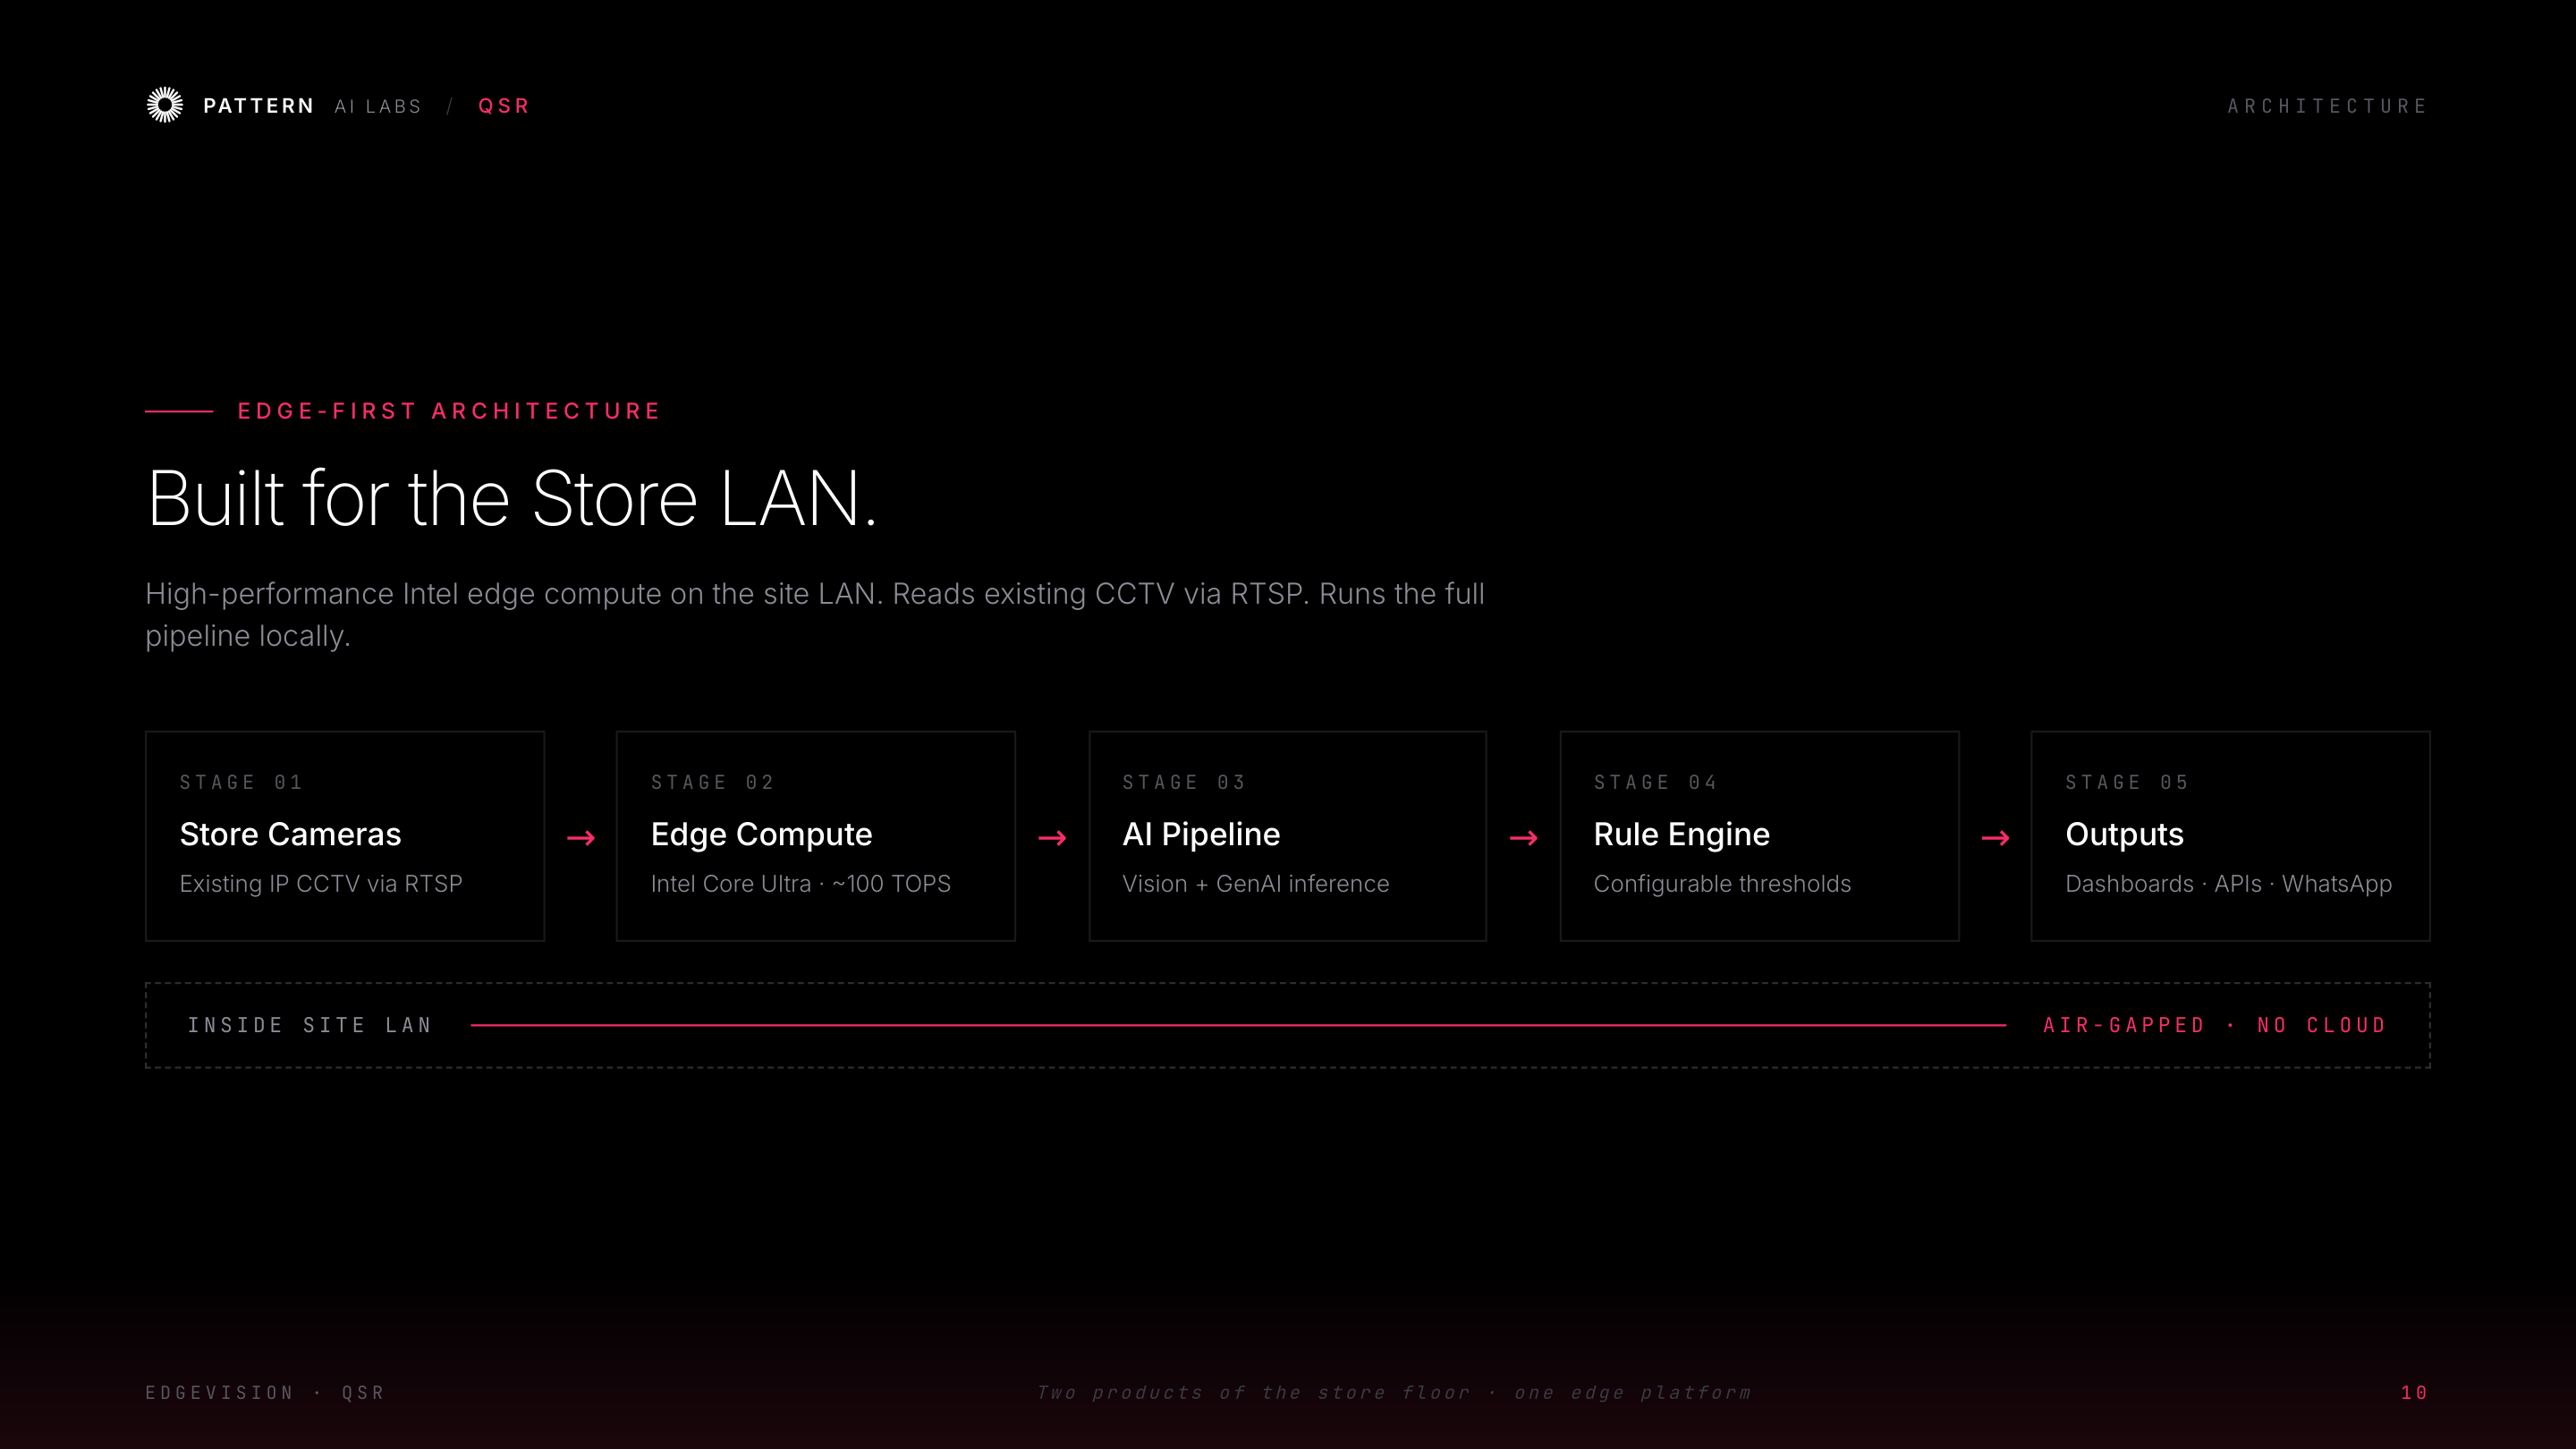 PATTERN AI LABS / QSR
ARCHITECTURE
EDGE-FIRST ARCHITECTURE
Built for the Store LAN.
High-performance Intel edge compute on the site LAN. Reads existing CCTV via RTSP. Runs the full
pipeline locally.
STAGE 01
Store Cameras
Existing IP CCTV via RTSP
→
STAGE 02
Edge Compute
Intel Core Ultra · ~100 TOPS
→
STAGE 03
AI Pipeline
Vision + GenAI inference
→
STAGE 04
Rule Engine
Configurable thresholds
→
STAGE 05
Outputs
Dashboards · APIs · WhatsApp
INSIDE SITE LAN
AIR-GAPPED · NO CLOUD
EDGEVISION · QSR
Two products of the store floor · one edge platform
10